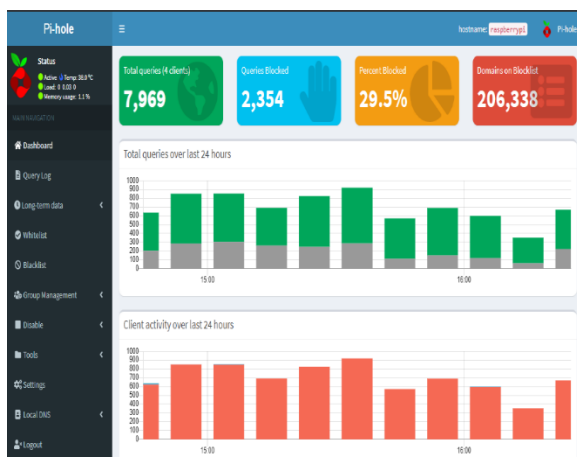 Pi-hole
hostname: raspberrypi
Pi-hole
Status
Active Temp: 38.0 °C
Load: 0 0.03 0
Memory usage: 1.1 %
MAIN NAVIGATION
Dashboard
Query Log
Long-term data
Whitelist
Blacklist
Group Management
Disable
Tools
Settings
Local DNS
Logout
Total queries (4 clients)
7,969
Queries Blocked
2,354
Percent Blocked
29.5%
Domains on Blocklist
206,338
Total queries over last 24 hours
1000
900
800
700
600
500
400
300
200
100
0
15:00
16:00
Client activity over last 24 hours
1000
900
800
700
600
500
400
300
200
100
0
15:00
16:00